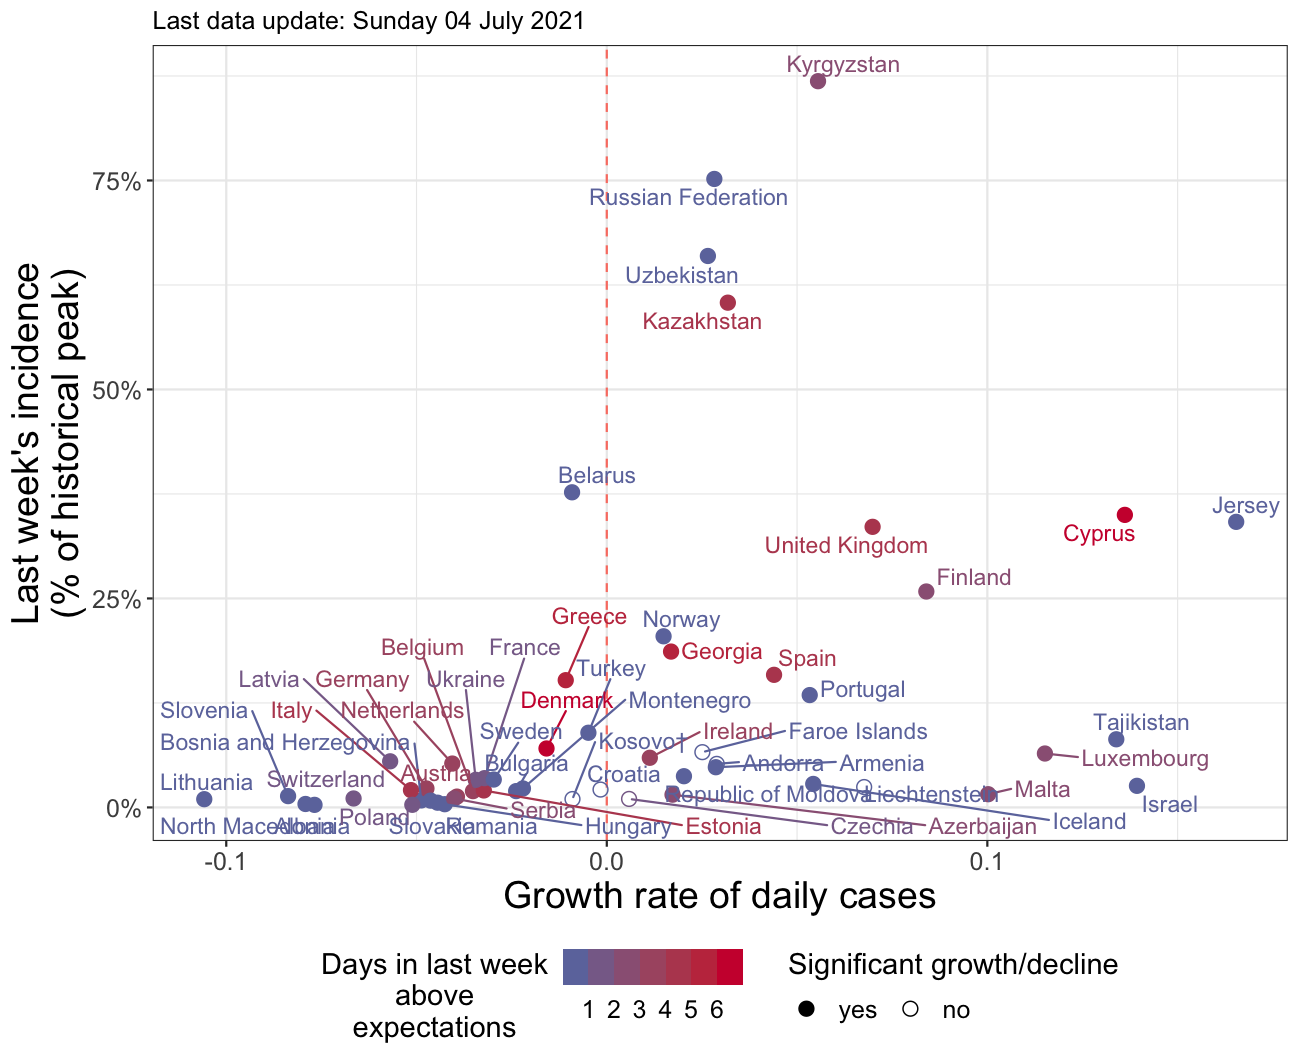 Last data update: Sunday 04 July 2021
Last week's incidence
(% of historical peak)
75%
50%
25%
0%
Kyrgyzstan
Russian Federation
Uzbekistan
Kazakhstan
Belarus
Jersey
Cyprus
United Kingdom
Finland
Greece
Norway
Belgium
France
Georgia
Spain
Turkey
Latvia
Germany
Ukraine
Portugal
Denmark
Montenegro
Slovenia
Italy
Netherlands
Tajikistan
Sweden
Kosovo
Ireland
Faroe Islands
Bosnia and Herzegovina
Luxembourg
Bulgaria
Andorra
Armenia
Austria
Croatia
Lithuania
Switzerland
Malta
Republic of Moldova
Liechtenstein
Israel
Serbia
Poland
Iceland
North Macedonia
Albania
Slovakia
Romania
Hungary
Estonia
Czechia
Azerbaijan
-0.1
0.0
0.1
Growth rate of daily cases
Days in last week
above
expectations
1 2 3 4 5 6
Significant growth/decline
yes
no